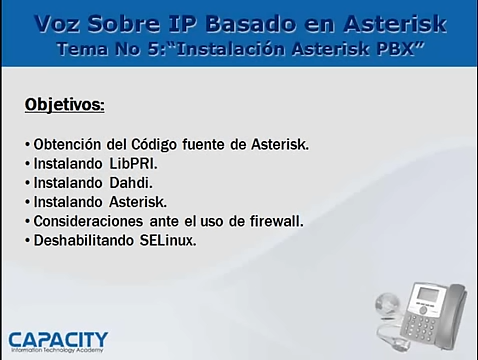 Voz Sobre IP Basado en Asterisk
Tema No 5:“Instalación Asterisk PBX”
Objetivos:
• Obtención del Código fuente de Asterisk.
• Instalando LibPRI.
• Instalando Dahdi.
• Instalando Asterisk.
• Consideraciones ante el uso de firewall.
• Deshabilitando SELinux.
CAPACITY
Information Technology Academy